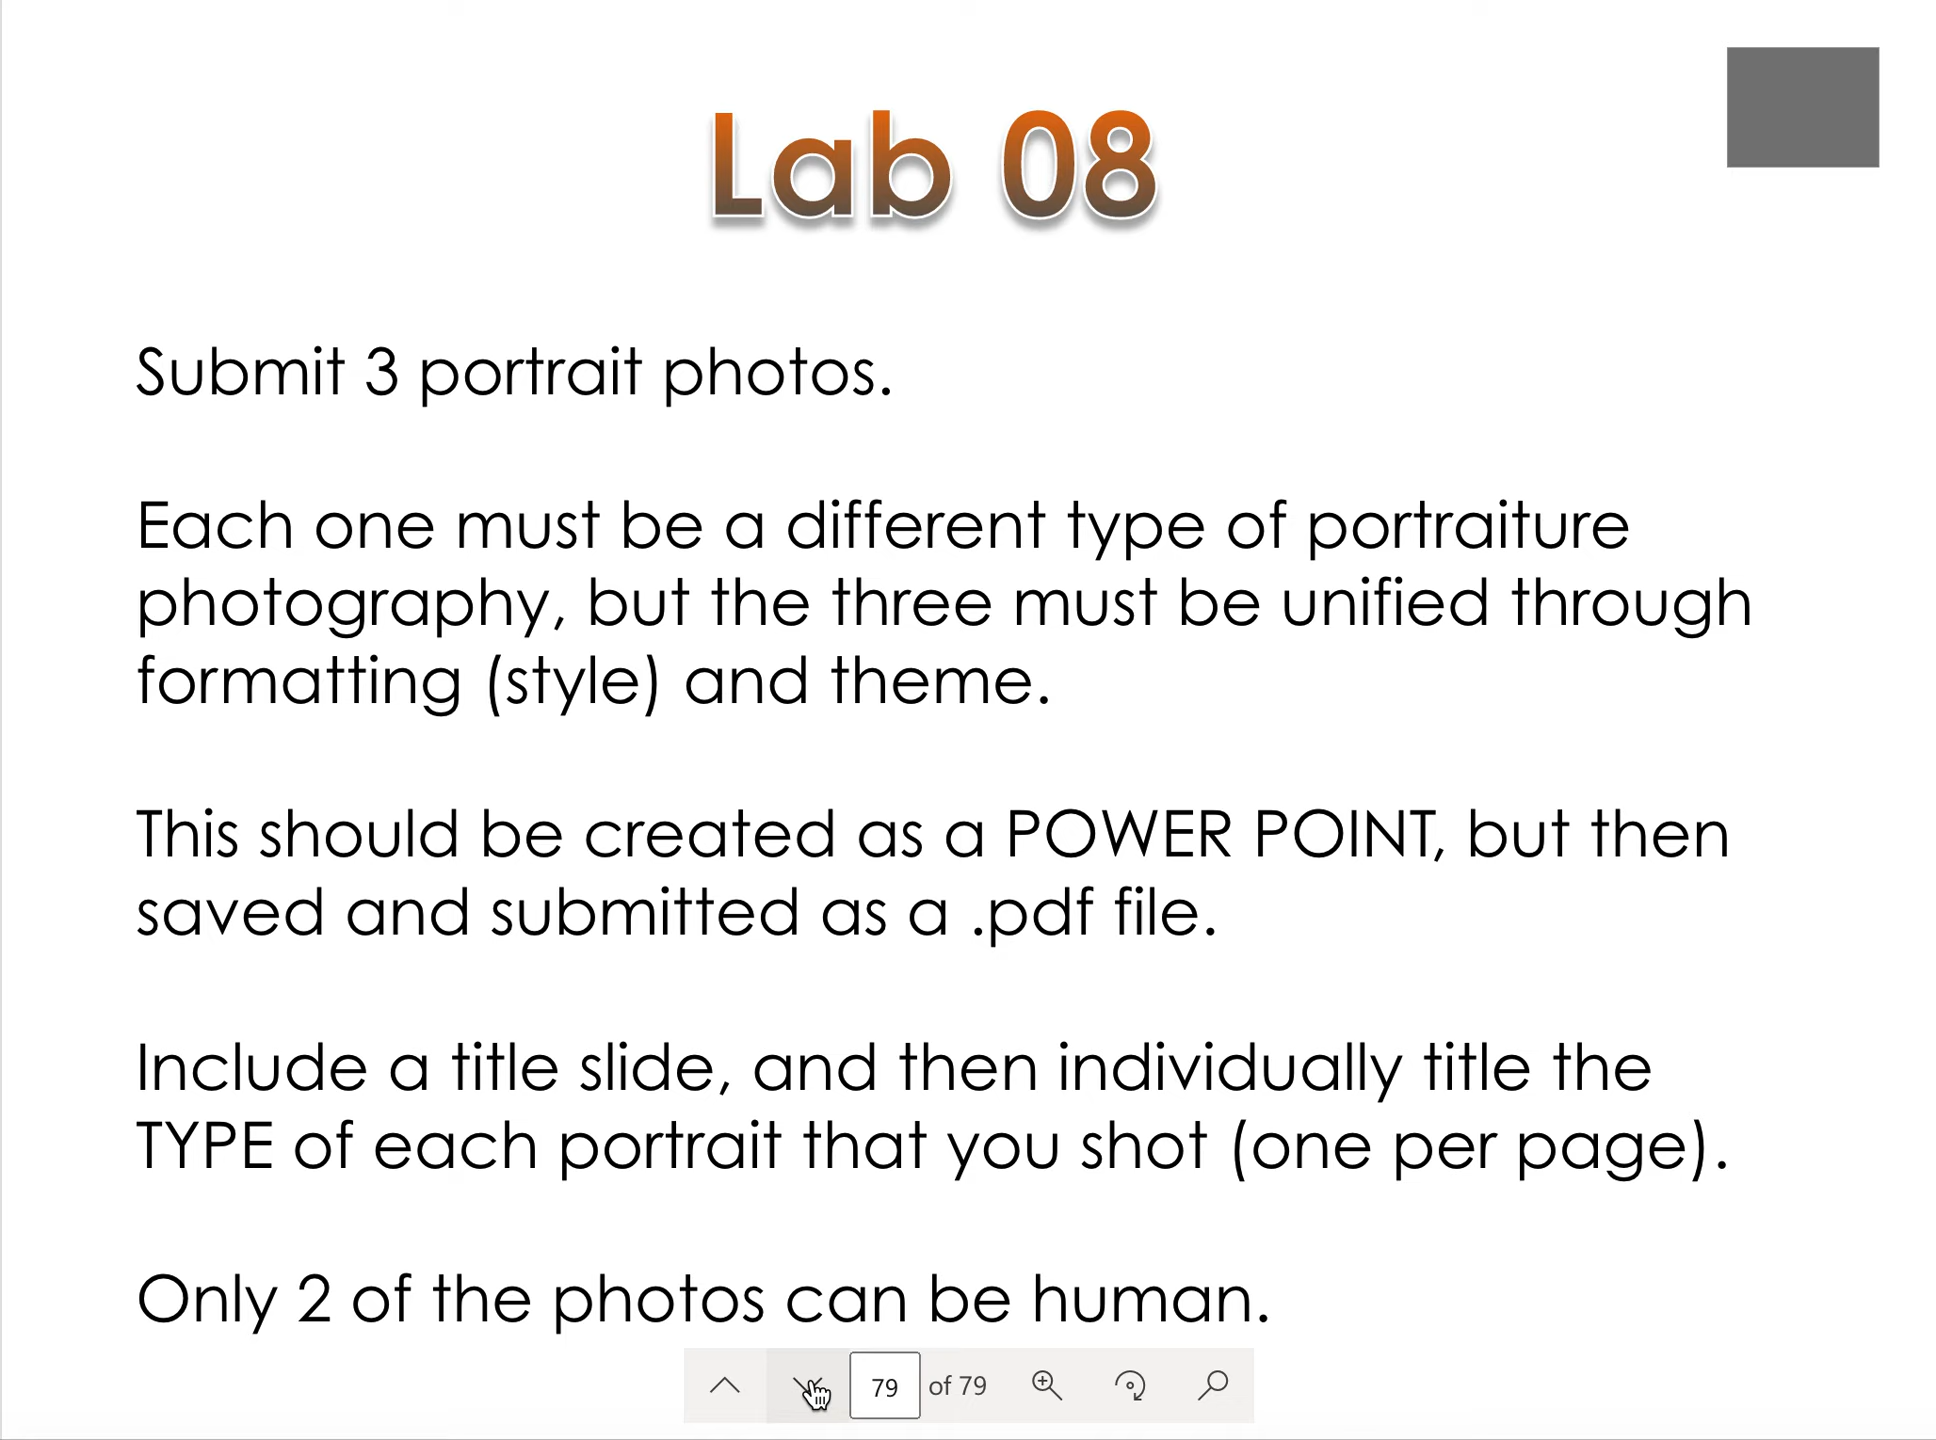 Lab 08
Submit 3 portrait photos.
Each one must be a different type of portraiture
photography, but the three must be unified through
formatting (style) and theme.
This should be created as a POWER POINT, but then
saved and submitted as a .pdf file.
Include a title slide, and then individually title the
TYPE of each portrait that you shot (one per page).
Only 2 of the photos can be human.
79 of 79